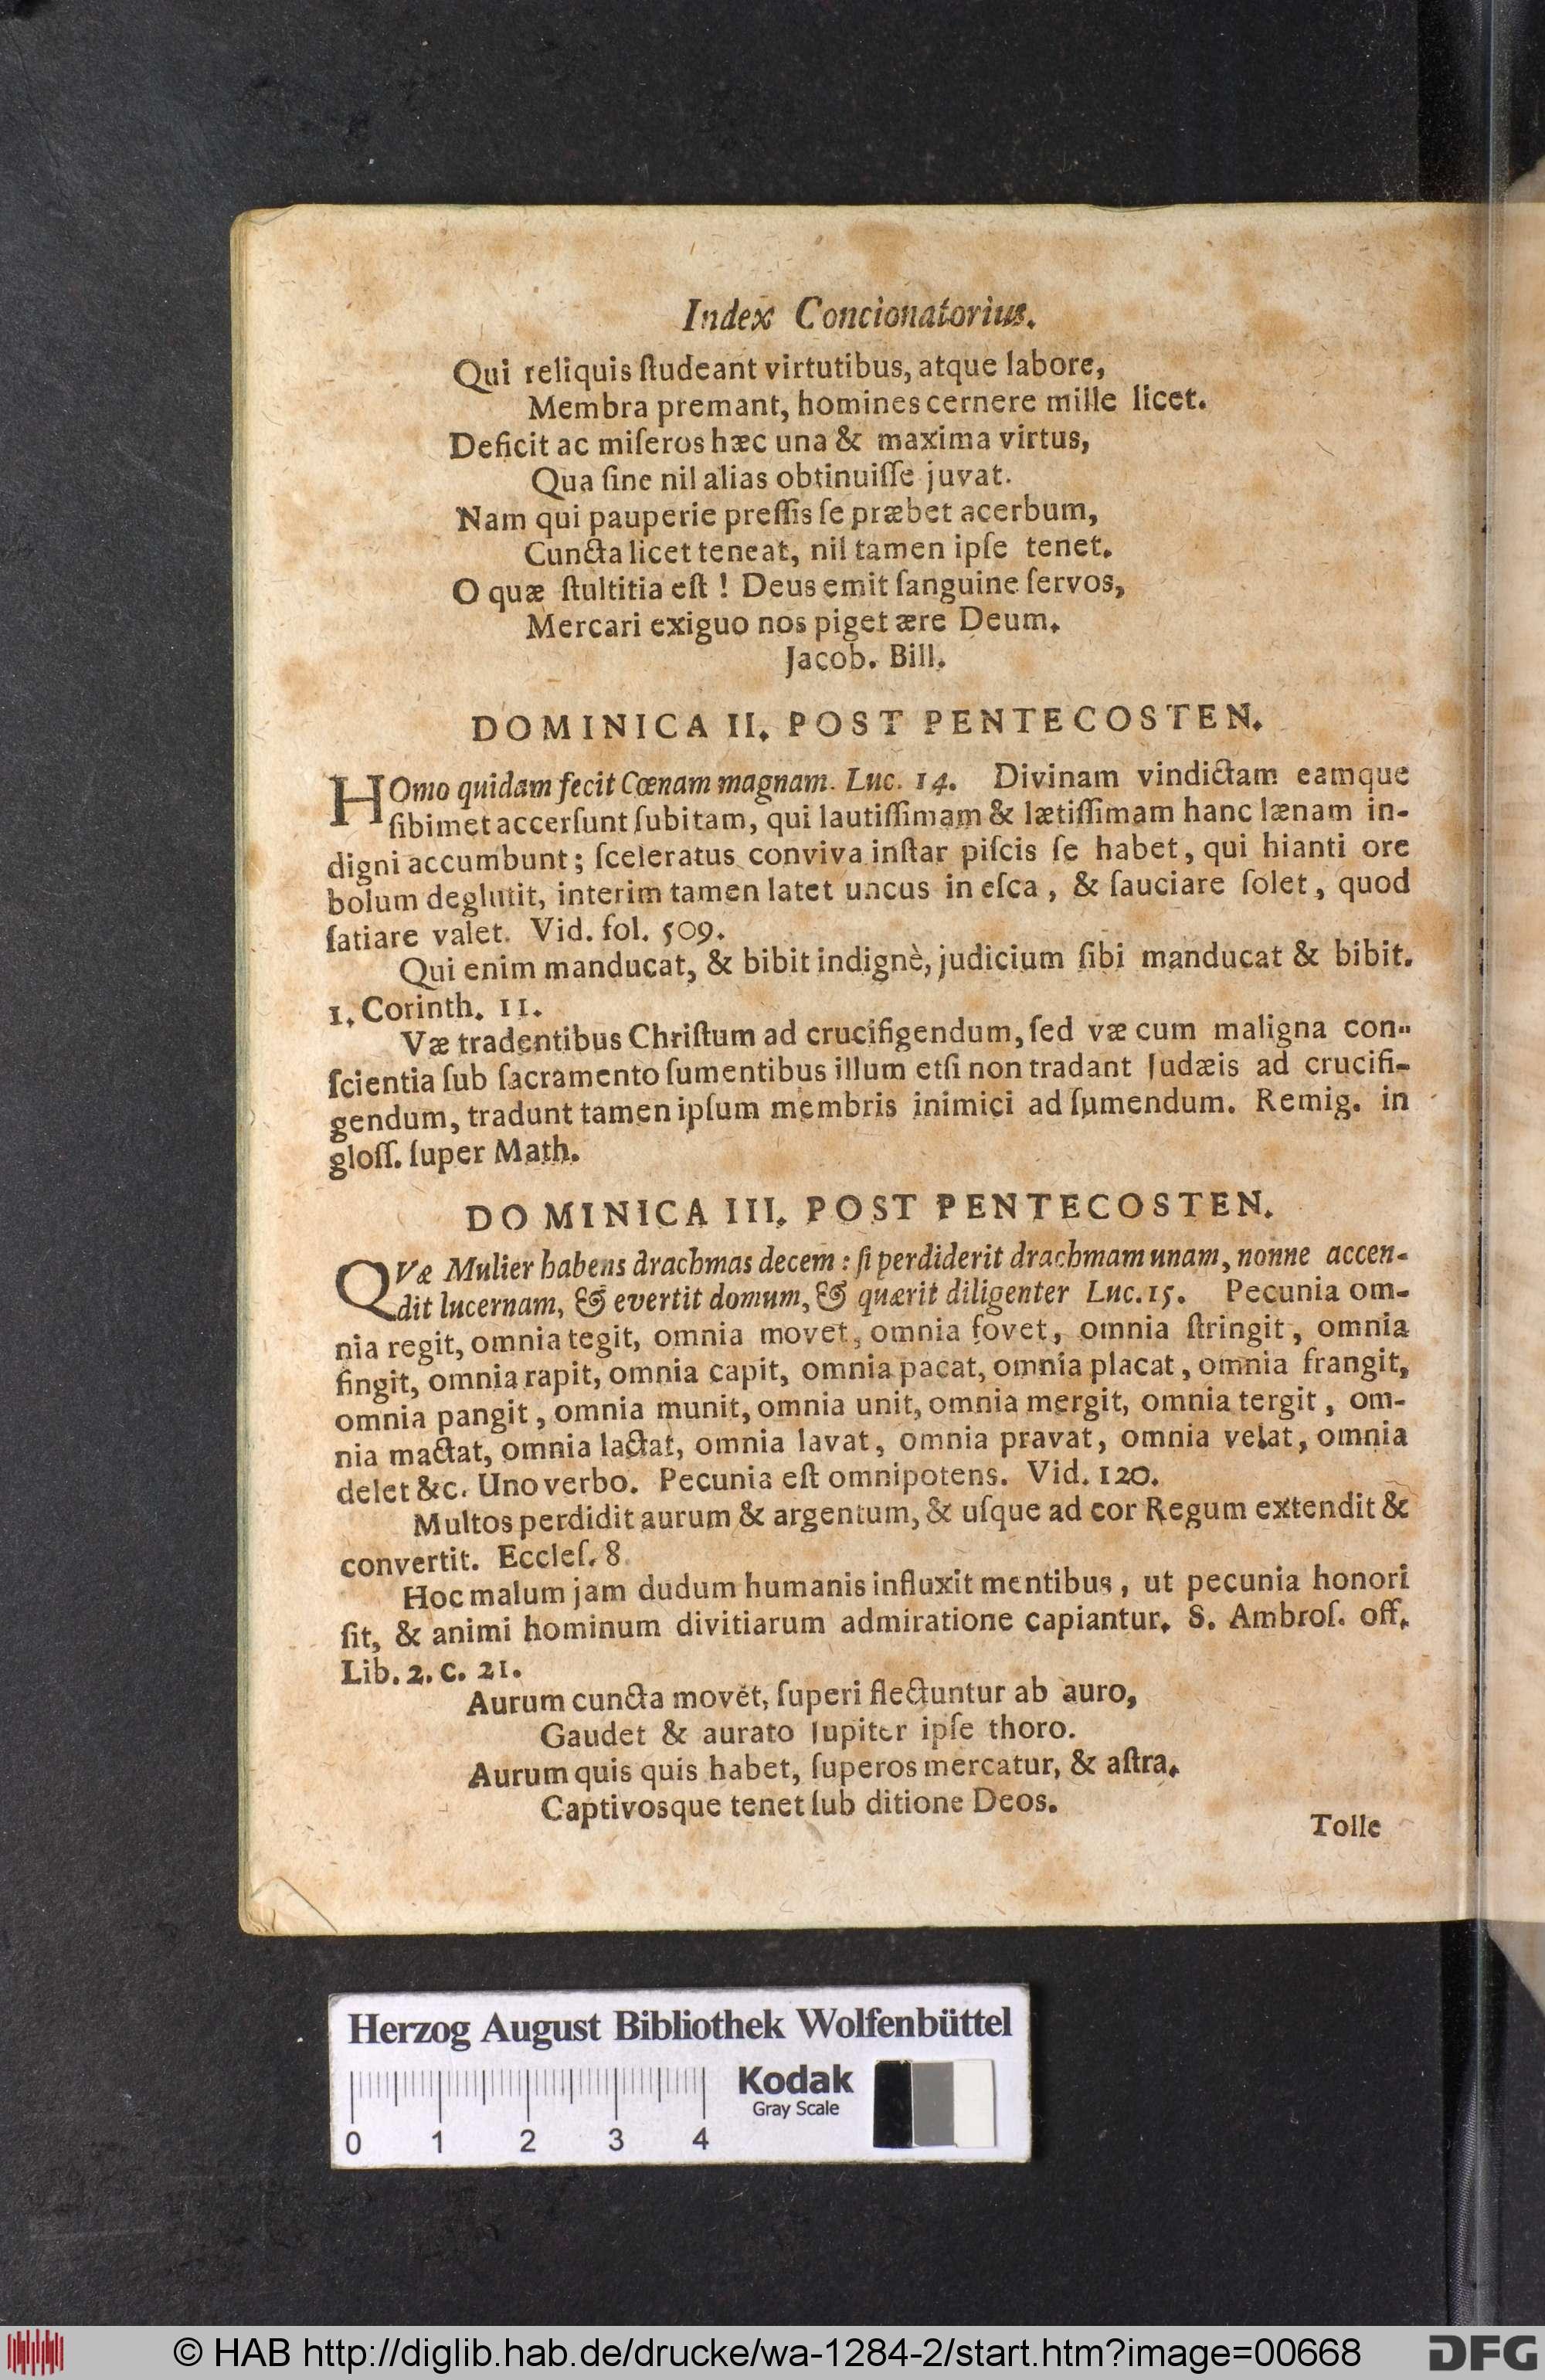 Index Concionatorius.
Qui reliquis ſtudeant virtutibus, atque labore,
Membra premant, homines cernere mille licet.
Deficit ac miſeros hæc una & maxima virtus,
Qua ſine nil alias obtinuiſſe juvat.
Nam qui pauperie preſſis ſe præbet acerbum,
Cuncta licet teneat, nil tamen ipſe tenet.
O quæ ſtultitia eſt ! Deus emit ſanguine ſervos,
Mercari exiguo nos piget ære Deum.
Jacob. Bill.
DOMINICA II. POST PENTECOSTEN.
HOmo quidam fecit Cœnam magnam. Luc. 14. Divinam vindictam eamque
ſibimet accerſunt ſubitam, qui lautiſſimam & lætiſſimam hanc lænam in-
digni accumbunt; ſceleratus conviva inſtar piſcis ſe habet, qui hianti ore
bolum deglutit, interim tamen latet uncus in eſca, & ſauciare ſolet, quod
ſatiare valet. Vid. fol. 509.
Qui enim manducat, & bibit indignè, judicium ſibi manducat & bibit.
1. Corinth. 11.
Væ tradentibus Chriſtum ad crucifigendum, ſed væ cum maligna con-
ſcientia ſub ſacramento ſumentibus illum etſi non tradant Judæis ad crucifi-
gendum, tradunt tamen ipſum membris inimici ad ſumendum. Remig. in
gloſſ. ſuper Math.
DOMINICA III. POST PENTECOSTEN.
QVæ Mulier habens drachmas decem : ſi perdiderit drachmam unam, nonne accen-
dit lucernam, & evertit domum, & quærit diligenter Luc. 15. Pecunia om-
nia regit, omnia tegit, omnia movet, omnia fovet, omnia ſtringit, omnia
fingit, omnia rapit, omnia capit, omnia pacat, omnia placat, omnia frangit,
omnia pangit, omnia munit, omnia unit, omnia mergit, omnia tergit, om-
nia mactat, omnia lactat, omnia lavat, omnia pravat, omnia velat, omnia
delet &c. Uno verbo. Pecunia eſt omnipotens. Vid. 120.
Multos perdidit aurum & argentum, & uſque ad cor Regum extendit &
convertit. Eccleſ. 8.
Hoc malum jam dudum humanis influxit mentibus, ut pecunia honori
ſit, & animi hominum divitiarum admiratione capiantur. S. Ambroſ. off.
Lib. 2. c. 21.
Aurum cuncta movet, ſuperi flectuntur ab auro,
Gaudet & aurato Jupiter ipſe thoro.
Aurum quis quis habet, ſuperos mercatur, & aſtra.
Captivosque tenet ſub ditione Deos.
Tolle
Herzog August Bibliothek Wolfenbüttel
Kodak
Gray Scale
0 1 2 3 4
© HAB http://diglib.hab.de/drucke/wa-1284-2/start.htm?image=00668
DFG